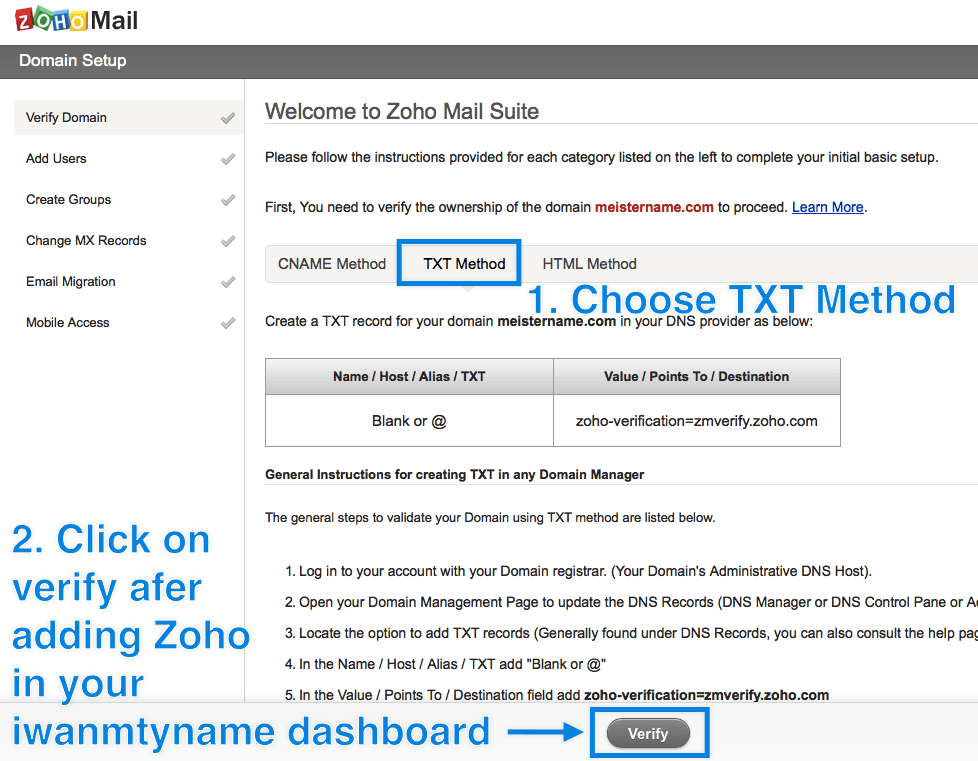 ZOHO Mail
Domain Setup
Verify Domain
Add Users
Create Groups
Change MX Records
Email Migration
Mobile Access
Welcome to Zoho Mail Suite
Please follow the instructions provided for each category listed on the left to complete your initial basic setup.
First, You need to verify the ownership of the domain meistername.com to proceed. Learn More.
CNAME Method TXT Method HTML Method
1. Choose TXT Method
Create a TXT record for your domain meistername.com in your DNS provider as below:
Name / Host / Alias / TXT Value / Points To / Destination
Blank or @ zoho-verification=zmverify.zoho.com
General Instructions for creating TXT in any Domain Manager
The general steps to validate your Domain using TXT method are listed below.
1. Log in to your account with your Domain registrar. (Your Domain's Administrative DNS Host).
2. Open your Domain Management Page to update the DNS Records (DNS Manager or DNS Control Pane or
3. Locate the option to add TXT records (Generally found under DNS Records, you can also consult the help
4. In the Name / Host / Alias / TXT add "Blank or @"
5. In the Value / Points To / Destination field add zoho-verification=zmverify.zoho.com
2. Click on
verify afer
adding Zoho
in your
iwanmtyname dashboard
Verify